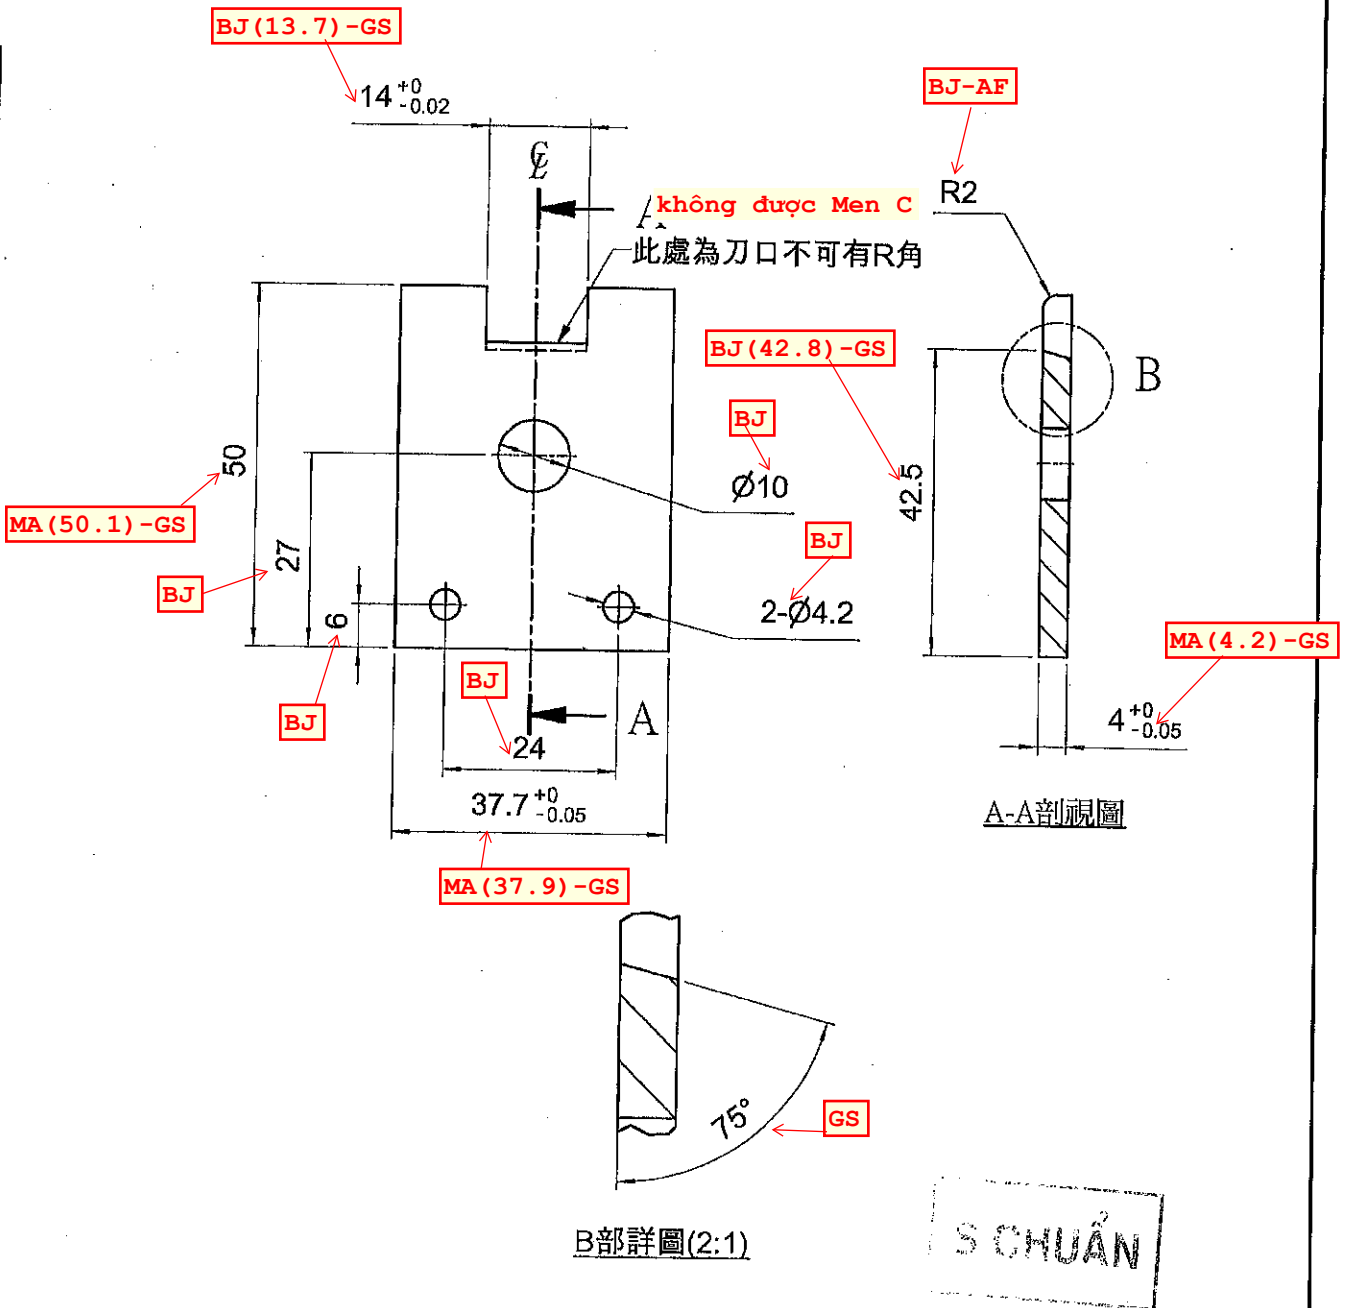 BJ(13.7)-GS
14 +0 -0.02
BJ-AF
R2
không được Men C
此處為刀口不可有R角
BJ(42.8)-GS
B
BJ
Ø10
42.5
50
MA(50.1)-GS
27
BJ
BJ
2-Ø4.2
6
BJ
MA(4.2)-GS
BJ
A
24
4 +0 -0.05
37.7 +0 -0.05
A-A剖視圖
MA(37.9)-GS
75°
GS
B部詳圖(2:1)
S CHUẨN